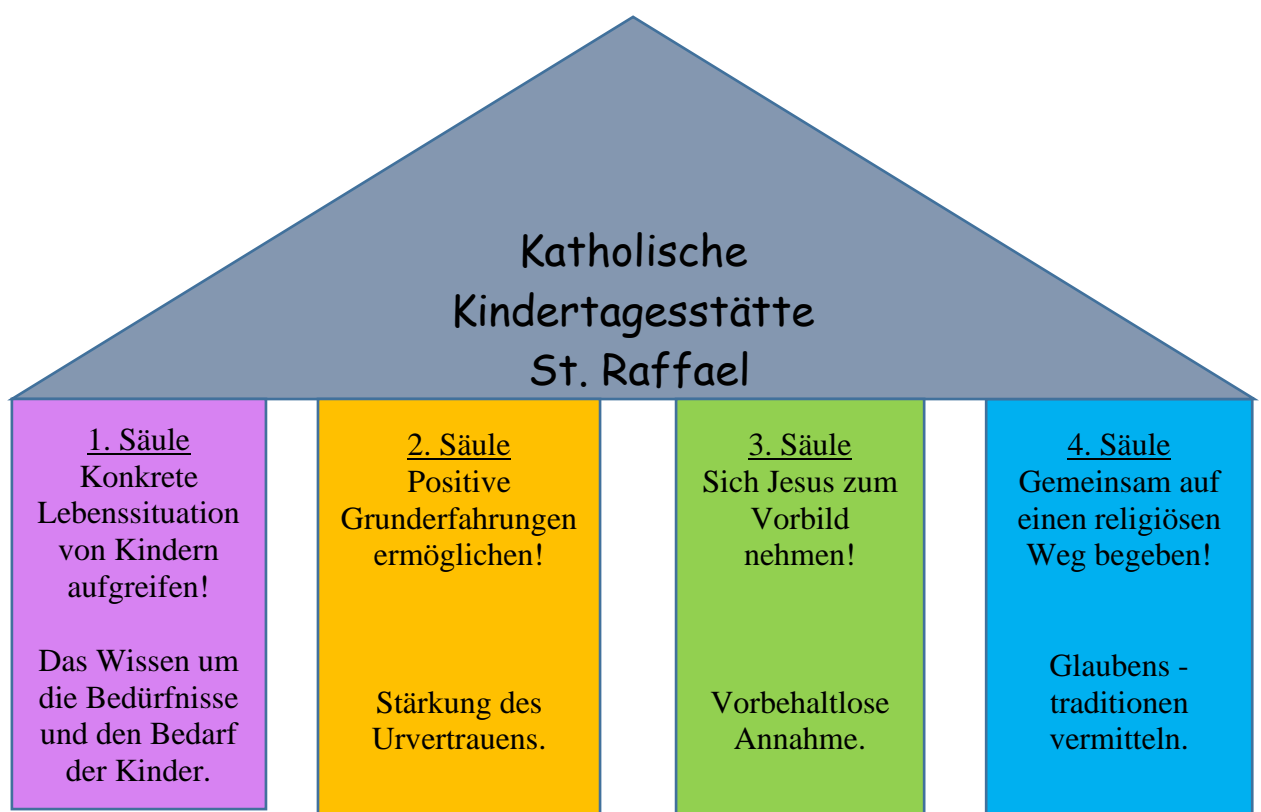 Katholische
Kindertagesstätte
St. Raffael
1. Säule
Konkrete
Lebenssituation
von Kindern
aufgreifen!
Das Wissen um
die Bedürfnisse
und den Bedarf
der Kinder.
2. Säule
Positive
Grunderfahrungen
ermöglichen!
Stärkung des
Urvertrauens.
3. Säule
Sich Jesus zum
Vorbild
nehmen!
Vorbehaltlose
Annahme.
4. Säule
Gemeinsam auf
einen religiösen
Weg begeben!
Glaubens -
traditionen
vermitteln.